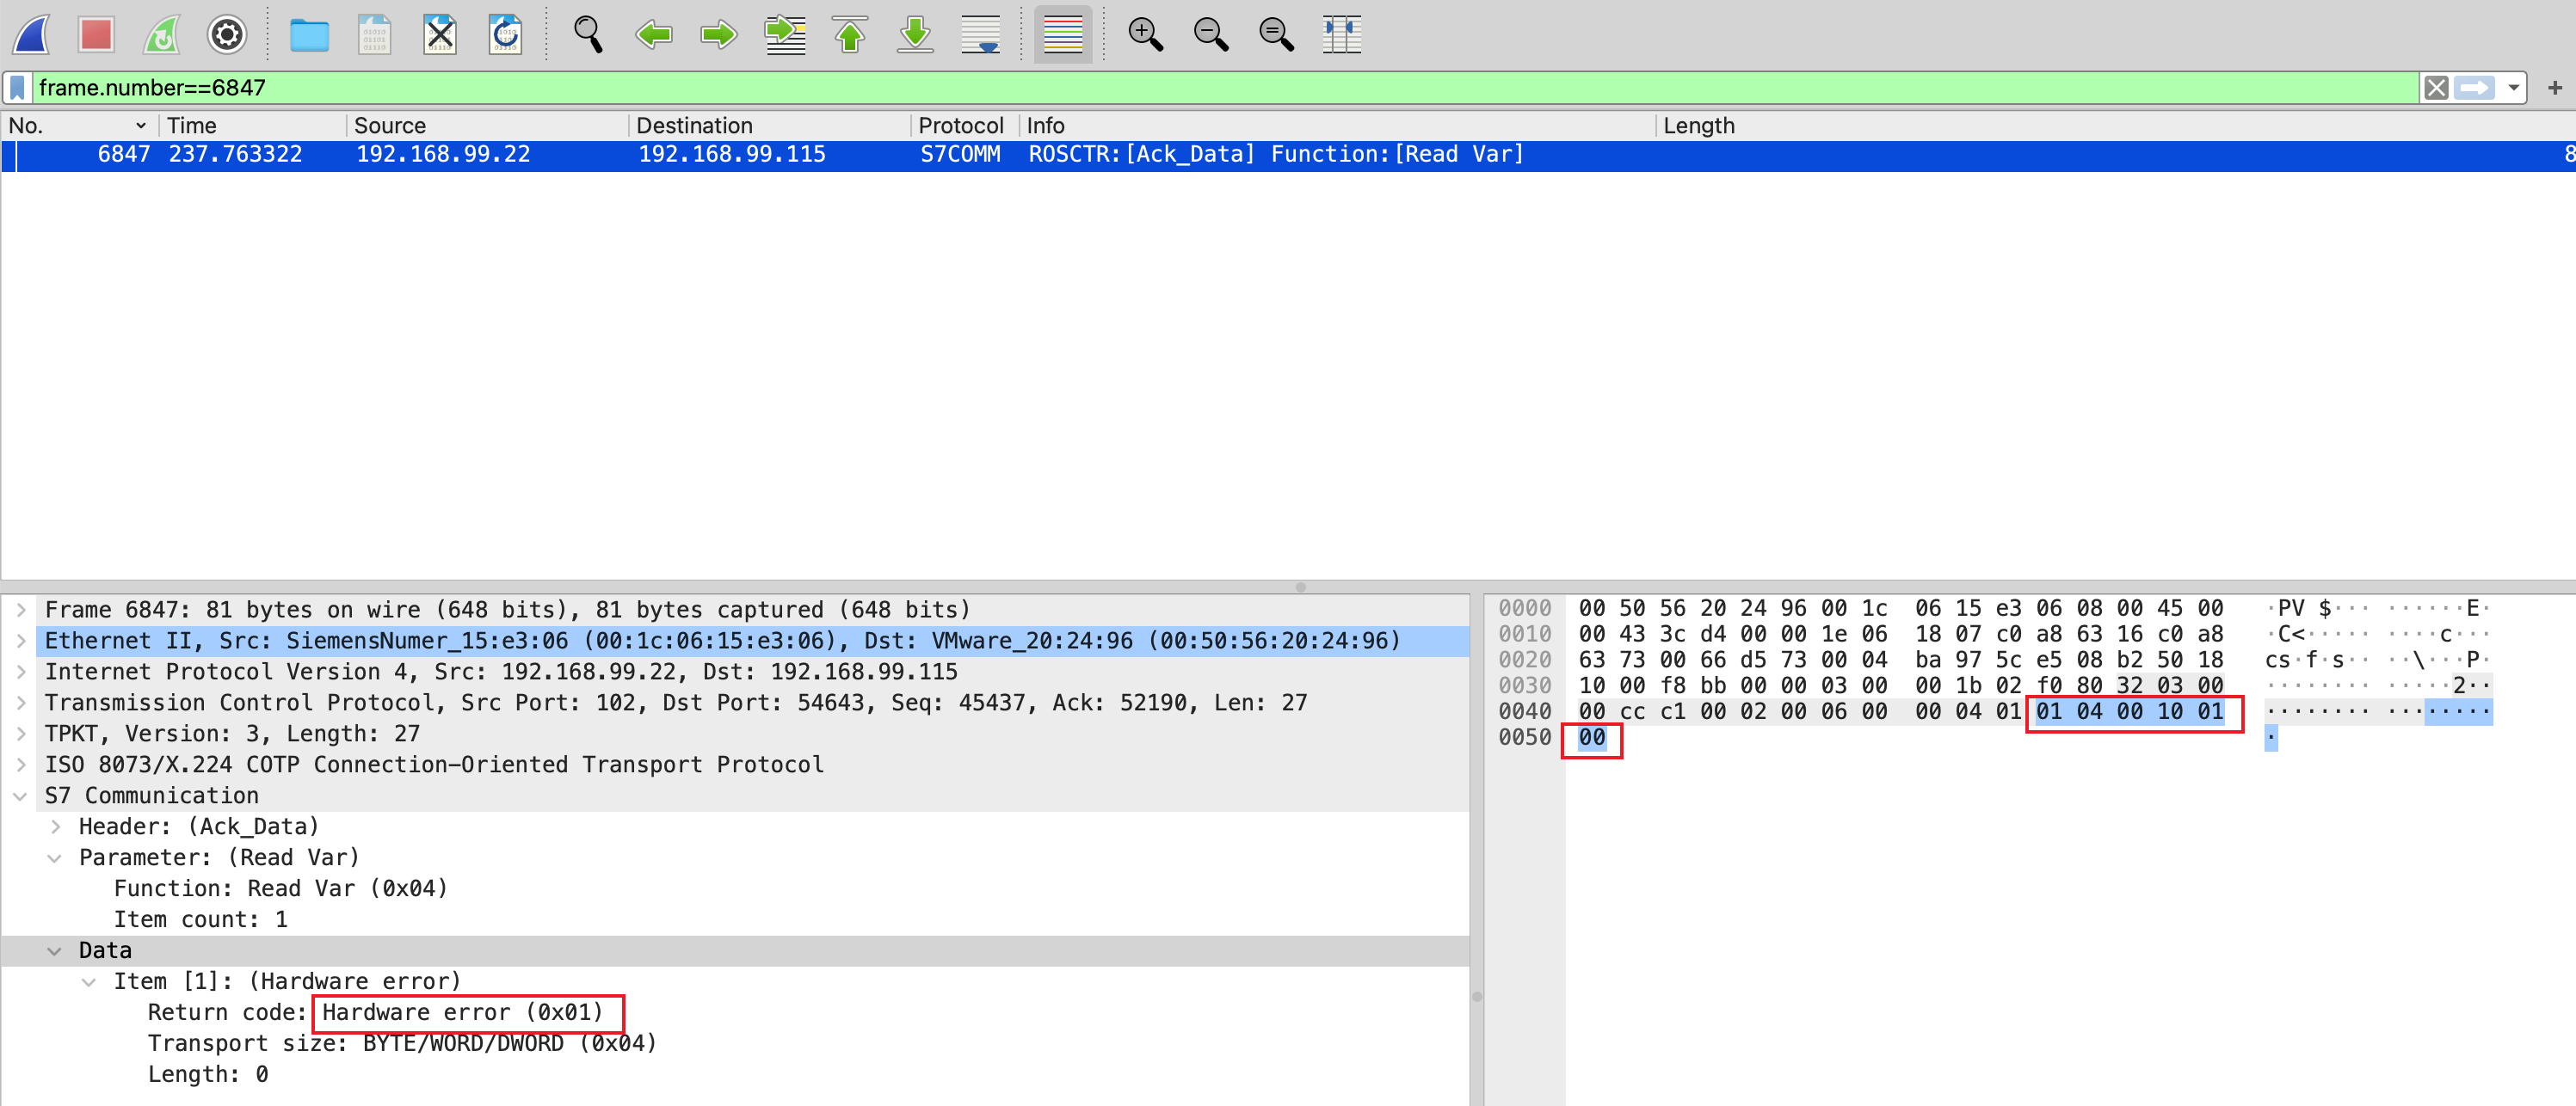 frame.number==6847
No. Time Source Destination Protocol Info Length
6847 237.763322 192.168.99.22 192.168.99.115 S7COMM ROSCTR:[Ack_Data] Function:[Read Var] 8
Frame 6847: 81 bytes on wire (648 bits), 81 bytes captured (648 bits)
Ethernet II, Src: SiemensNumer_15:e3:06 (00:1c:06:15:e3:06), Dst: VMware_20:24:96 (00:50:56:20:24:96)
Internet Protocol Version 4, Src: 192.168.99.22, Dst: 192.168.99.115
Transmission Control Protocol, Src Port: 102, Dst Port: 54643, Seq: 45437, Ack: 52190, Len: 27
TPKT, Version: 3, Length: 27
ISO 8073/X.224 COTP Connection-Oriented Transport Protocol
S7 Communication
Header: (Ack_Data)
Parameter: (Read Var)
Function: Read Var (0x04)
Item count: 1
Data
Item [1]: (Hardware error)
Return code: Hardware error (0x01)
Transport size: BYTE/WORD/DWORD (0x04)
Length: 0
0000 00 50 56 20 24 96 00 1c 06 15 e3 06 08 00 45 00 ·PV $··· ······E·
0010 00 43 3c d4 00 00 1e 06 18 07 c0 a8 63 16 c0 a8 ·C<····· ····c···
0020 63 73 00 66 d5 73 00 04 ba 97 5c e5 08 b2 50 18 cs·f·s·· ··\···P·
0030 10 00 f8 bb 00 00 03 00 00 1b 02 f0 80 32 03 00 ········ ·····2··
0040 00 cc c1 00 02 00 06 00 00 04 01 01 04 00 10 01 ········ ········
0050 00 ·